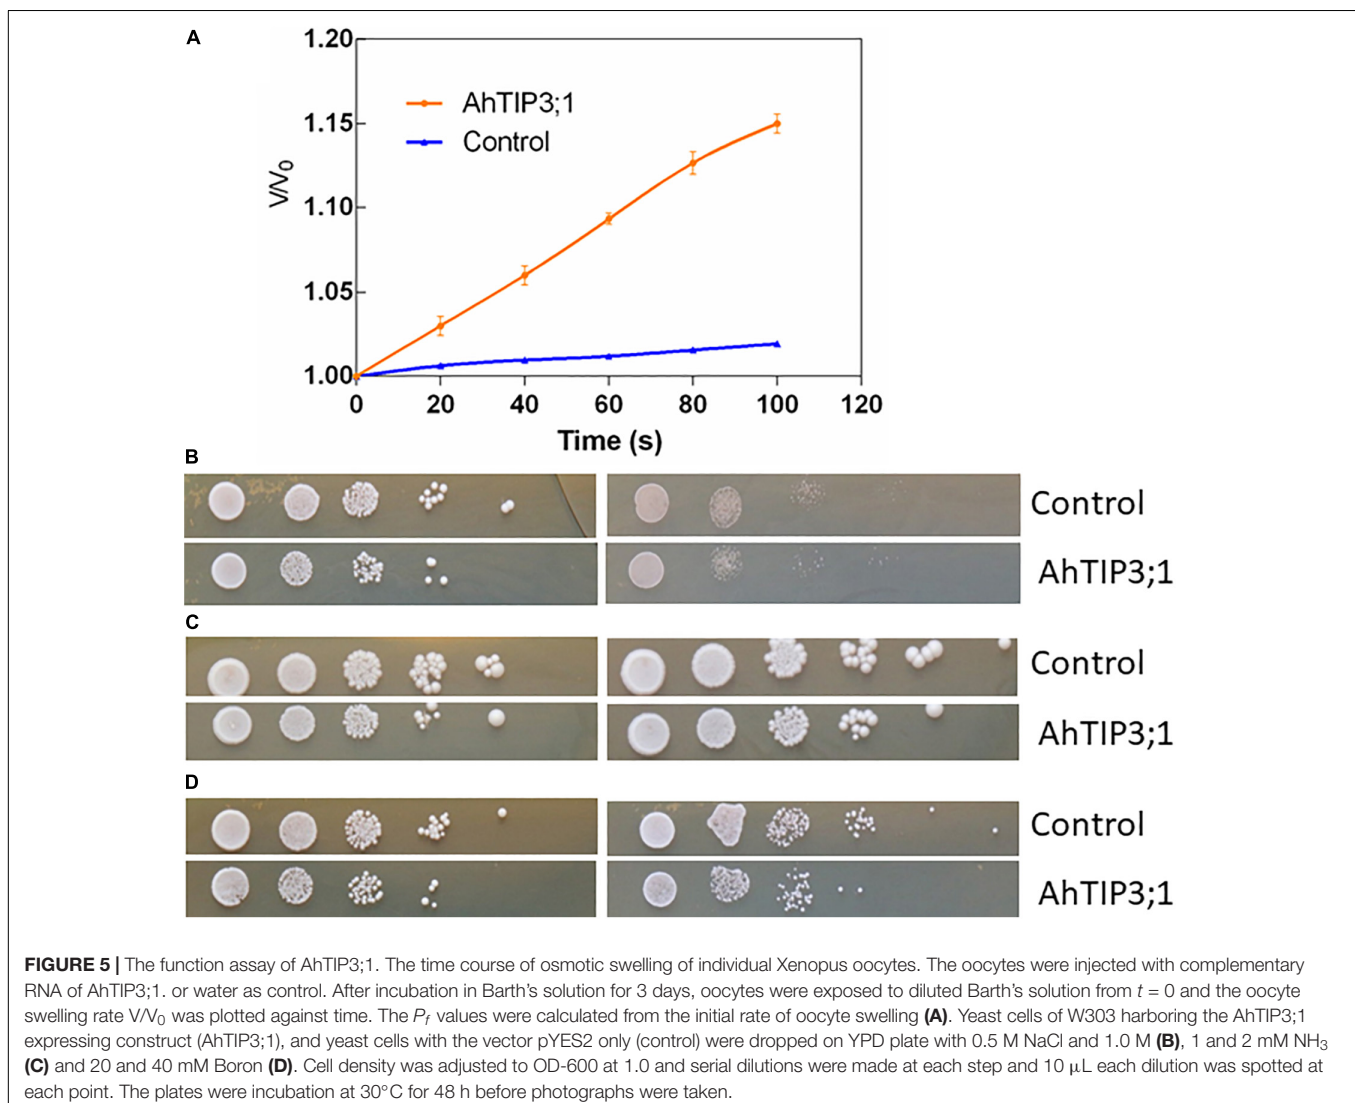 A
1.20
1.15
1.10
1.05
1.00
V/V0
AhTIP3;1
Control
0 20 40 60 80 100 120
Time (s)
B
Control
AhTIP3;1
C
Control
AhTIP3;1
D
Control
AhTIP3;1
FIGURE 5 | The function assay of AhTIP3;1. The time course of osmotic swelling of individual Xenopus oocytes. The oocytes were injected with complementary
RNA of AhTIP3;1. or water as control. After incubation in Barth's solution for 3 days, oocytes were exposed to diluted Barth's solution from t = 0 and the oocyte
swelling rate V/V0 was plotted against time. The Pf values were calculated from the initial rate of oocyte swelling (A). Yeast cells of W303 harboring the AhTIP3;1
expressing construct (AhTIP3;1), and yeast cells with the vector pYES2 only (control) were dropped on YPD plate with 0.5 M NaCl and 1.0 M (B), 1 and 2 mM NH3
(C) and 20 and 40 mM Boron (D). Cell density was adjusted to OD-600 at 1.0 and serial dilutions were made at each step and 10 μL each dilution was spotted at
each point. The plates were incubation at 30°C for 48 h before photographs were taken.